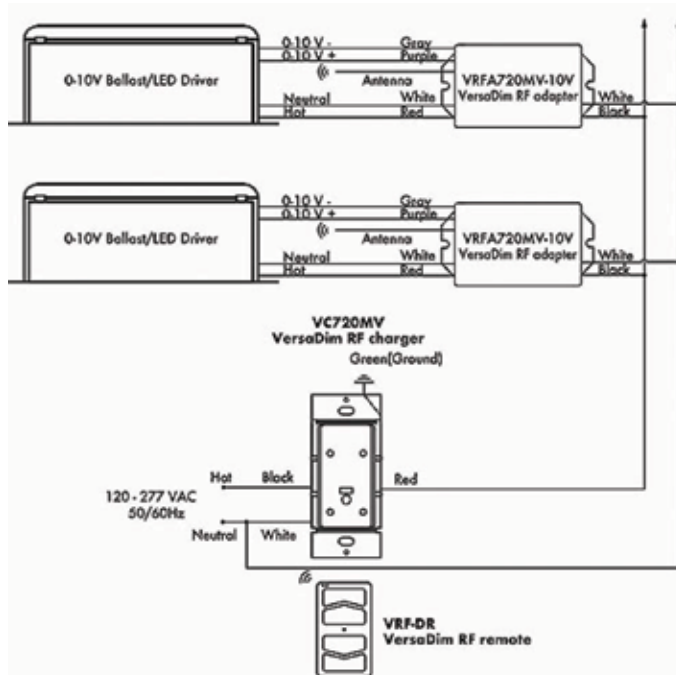 0-10 V - Gray
0-10 V + Purple
0-10V Ballast/LED Driver
Antenna
VRFA720MV-10V
VersaDim RF adapter
Neutral White White
Hot Red Black
0-10 V - Gray
0-10 V + Purple
0-10V Ballast/LED Driver
Antenna
VRFA720MV-10V
VersaDim RF adapter
Neutral White White
Hot Red Black
VC720MV
VersaDim RF charger
Green(Ground)
Hot Black Red
120 - 277 VAC
50/60Hz
Neutral White
VRF-DR
VersaDim RF remote